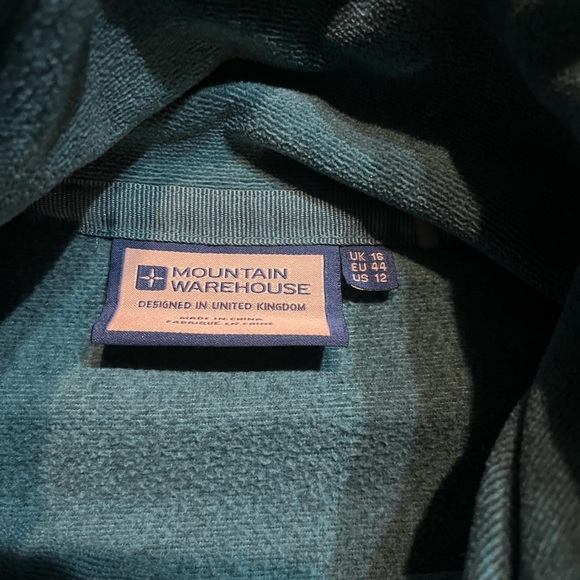 MOUNTAIN
WAREHOUSE
DESIGNED IN UNITED KINGDOM
MADE IN CHINA
FABRIQUÉ EN CHINE
UK 16
EU 44
US 12